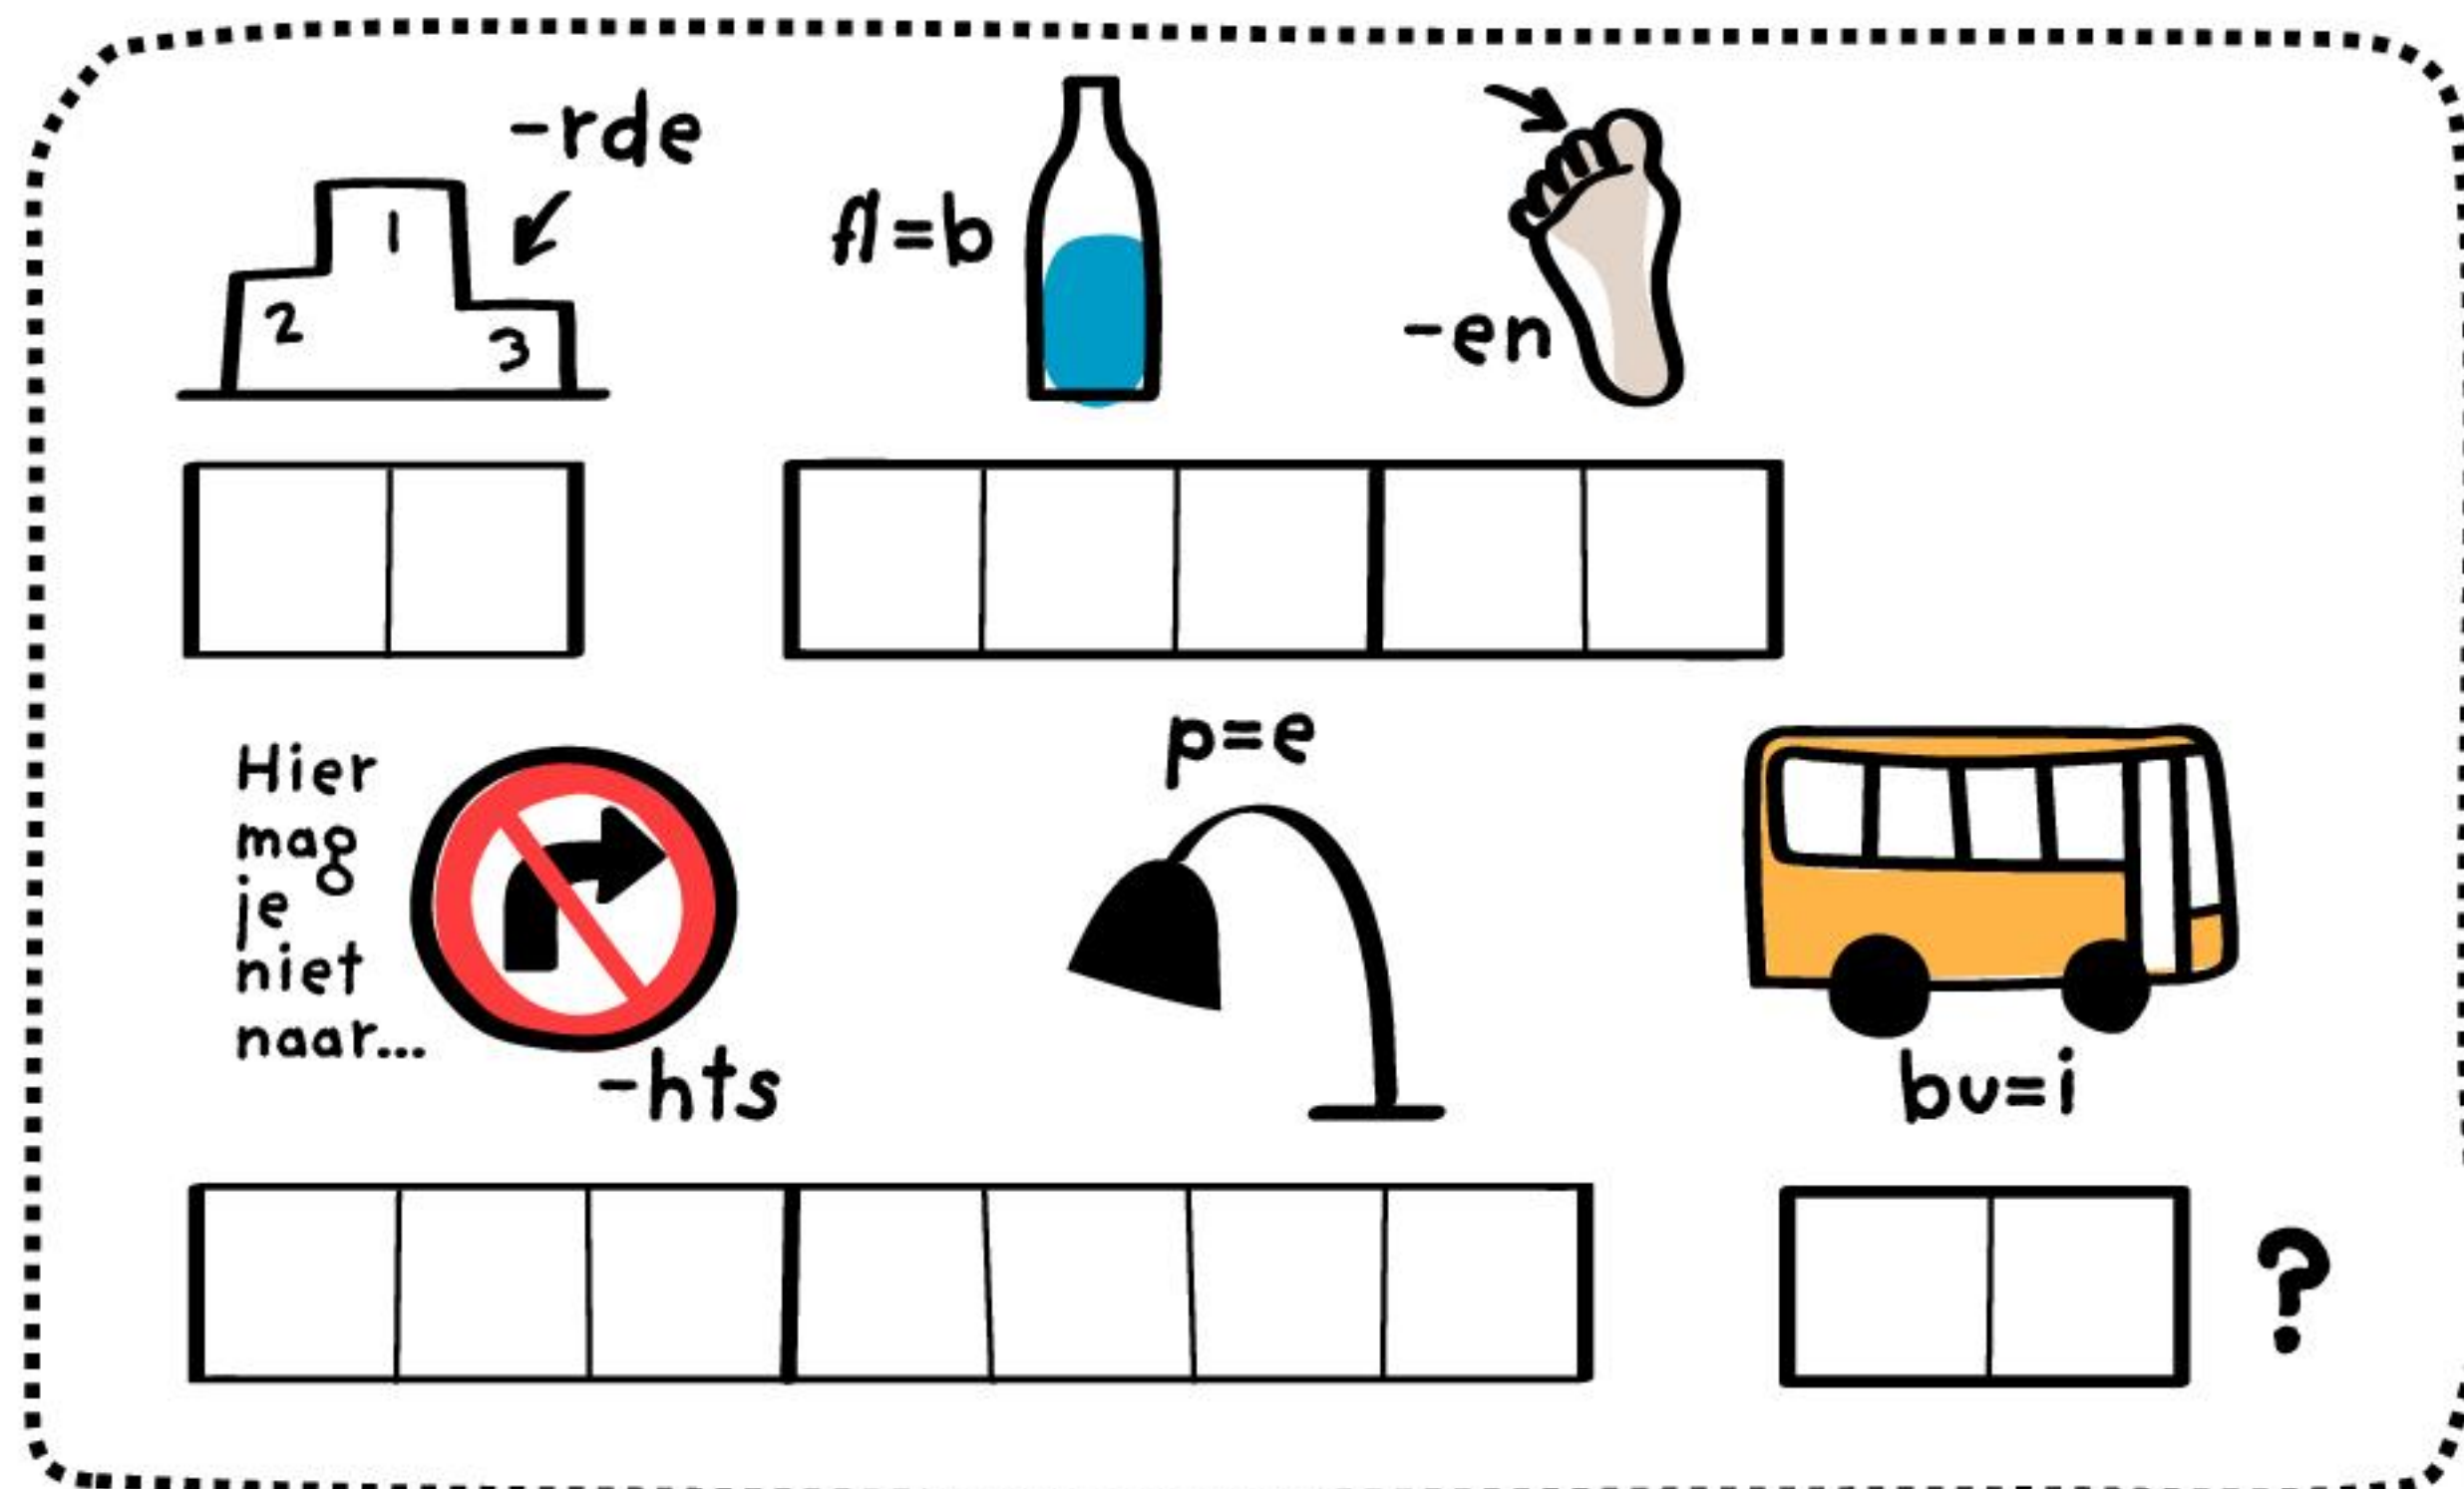 -rde
1
2
3
fl=b
-en
Hier
mag
je
niet
naar...
-hts
p=e
bu=i
?